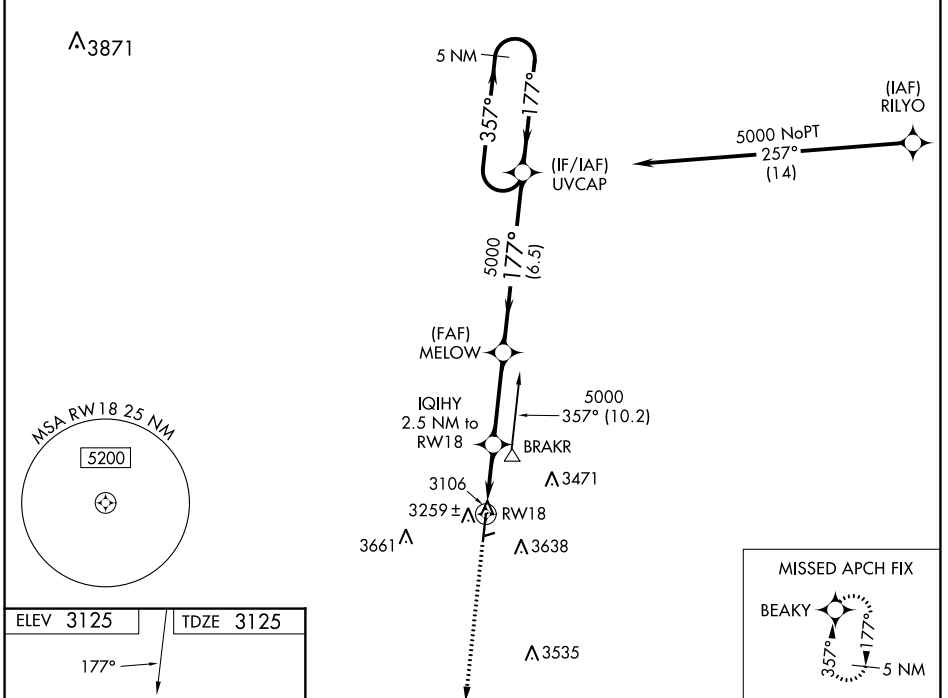 3871
5 NM
357°
177°
(IAF)
RILYO
5000 NoPT
257°
(14)
(IF/IAF)
UVCAP
5000
177°
(6.5)
(FAF)
MELOW
IQIHY
2.5 NM to
RW18
5000
357° (10.2)
BRAKR
MSA RW18 25 NM
5200
3471
3106
3259 ±
RW18
3661
3638
MISSED APCH FIX
BEAKY
357°
177°
5 NM
ELEV 3125
TDZE 3125
177°
3535